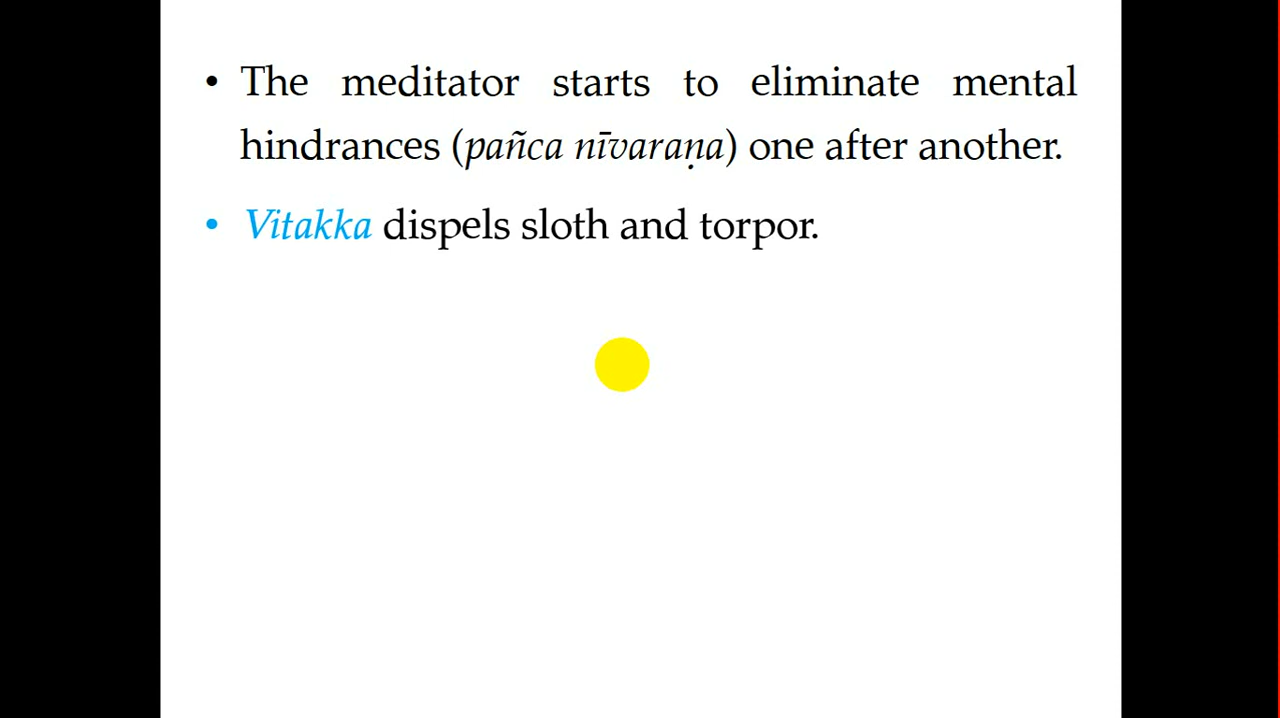 • The meditator starts to eliminate mental
hindrances (pañca nīvaraṇa) one after another.
• Vitakka dispels sloth and torpor.